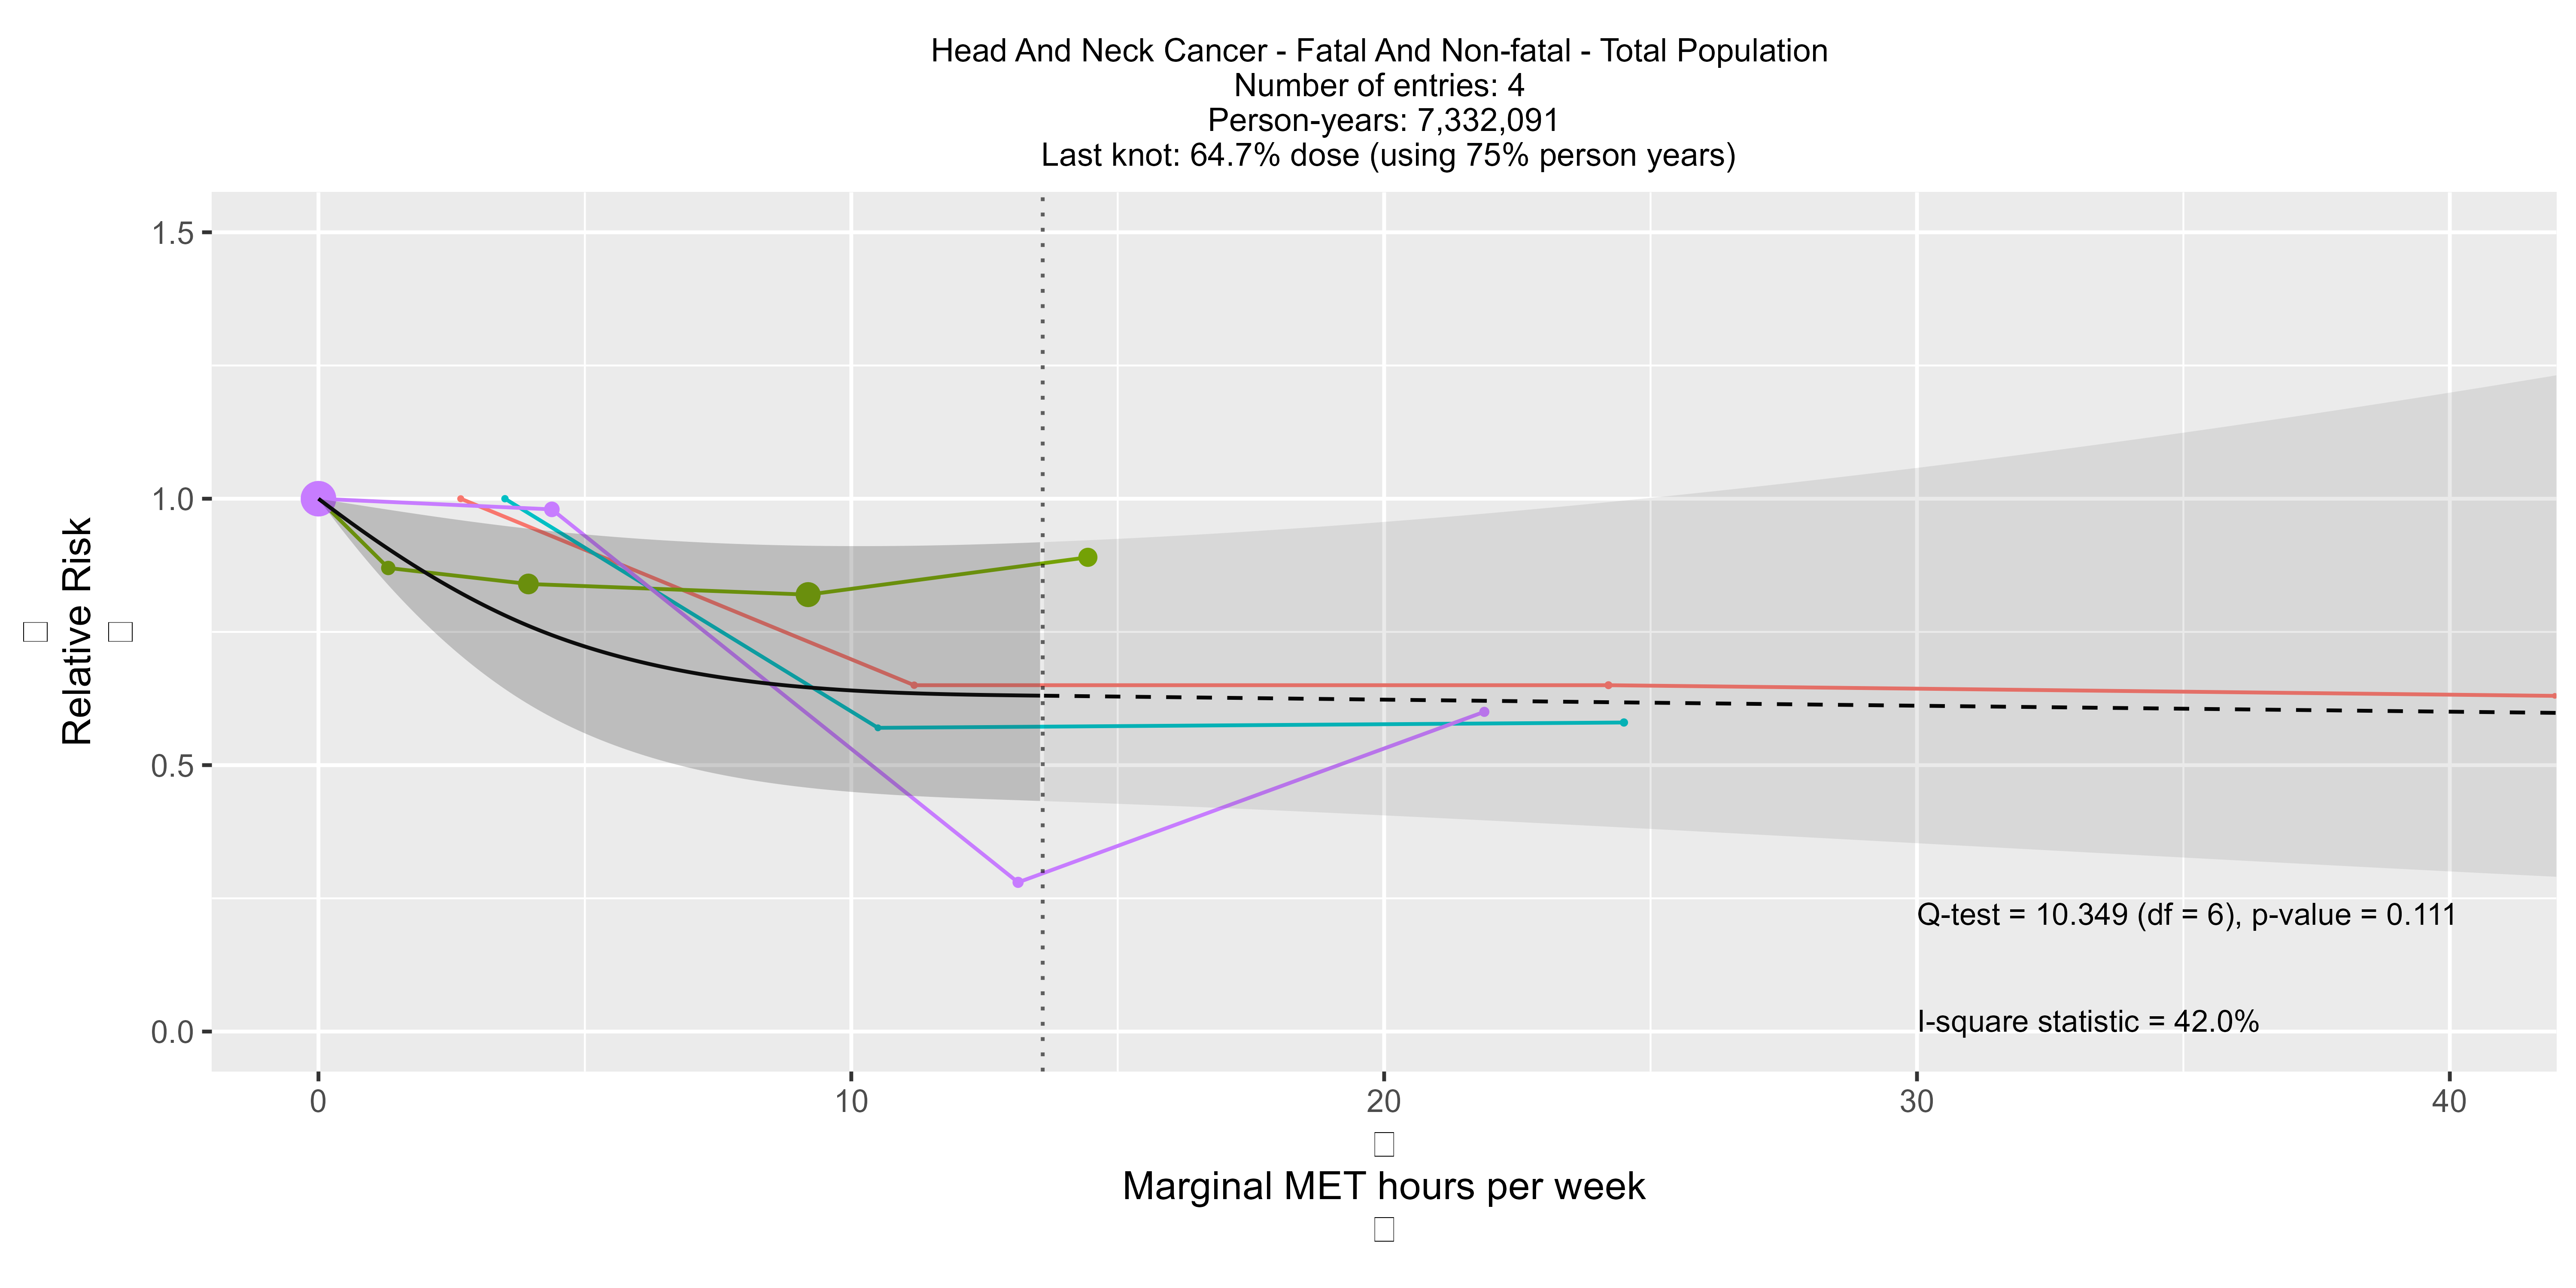 Head And Neck Cancer - Fatal And Non-fatal - Total Population
Number of entries: 4
Person-years: 7,332,091
Last knot: 64.7% dose (using 75% person years)
1.5
1.0
0.5
0.0
Relative Risk
Q-test = 10.349 (df = 6), p-value = 0.111
I-square statistic = 42.0%
0 10 20 30 40
Marginal MET hours per week